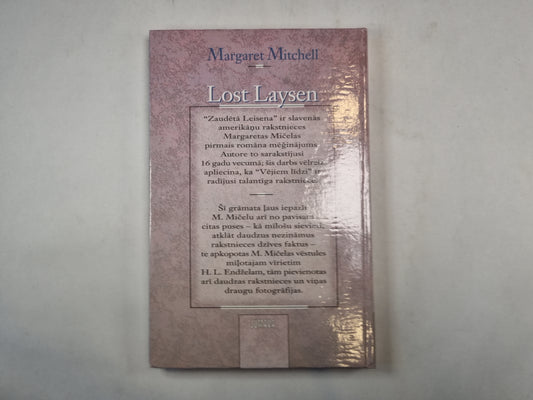 Margaret Mitchell
Lost Laysen
“Zaudētā Leisena” ir slavenās
amerikāņu rakstnieces
Margaretas Mičelas
pirmais romāna mēģinājums
Autore to sarakstījusi
16 gadu vecumā; šis darbs vēlreiz
apliecina, ka “Vējiem līdzi” ir
radījusi talantīga rakstniece.
Šī grāmata ļaus iepazīt
M. Mičelu arī no pavisam
citas puses – kā mīlošu sievieti,
atklāt daudzus nezināmus
rakstnieces dzīves faktus –
te apkopotas M. Mičelas vēstules
mīļotajam vīrietim
H. L. Endželam, tām pievienotas
arī daudzas rakstnieces un viņas
draugu fotogrāfijas.